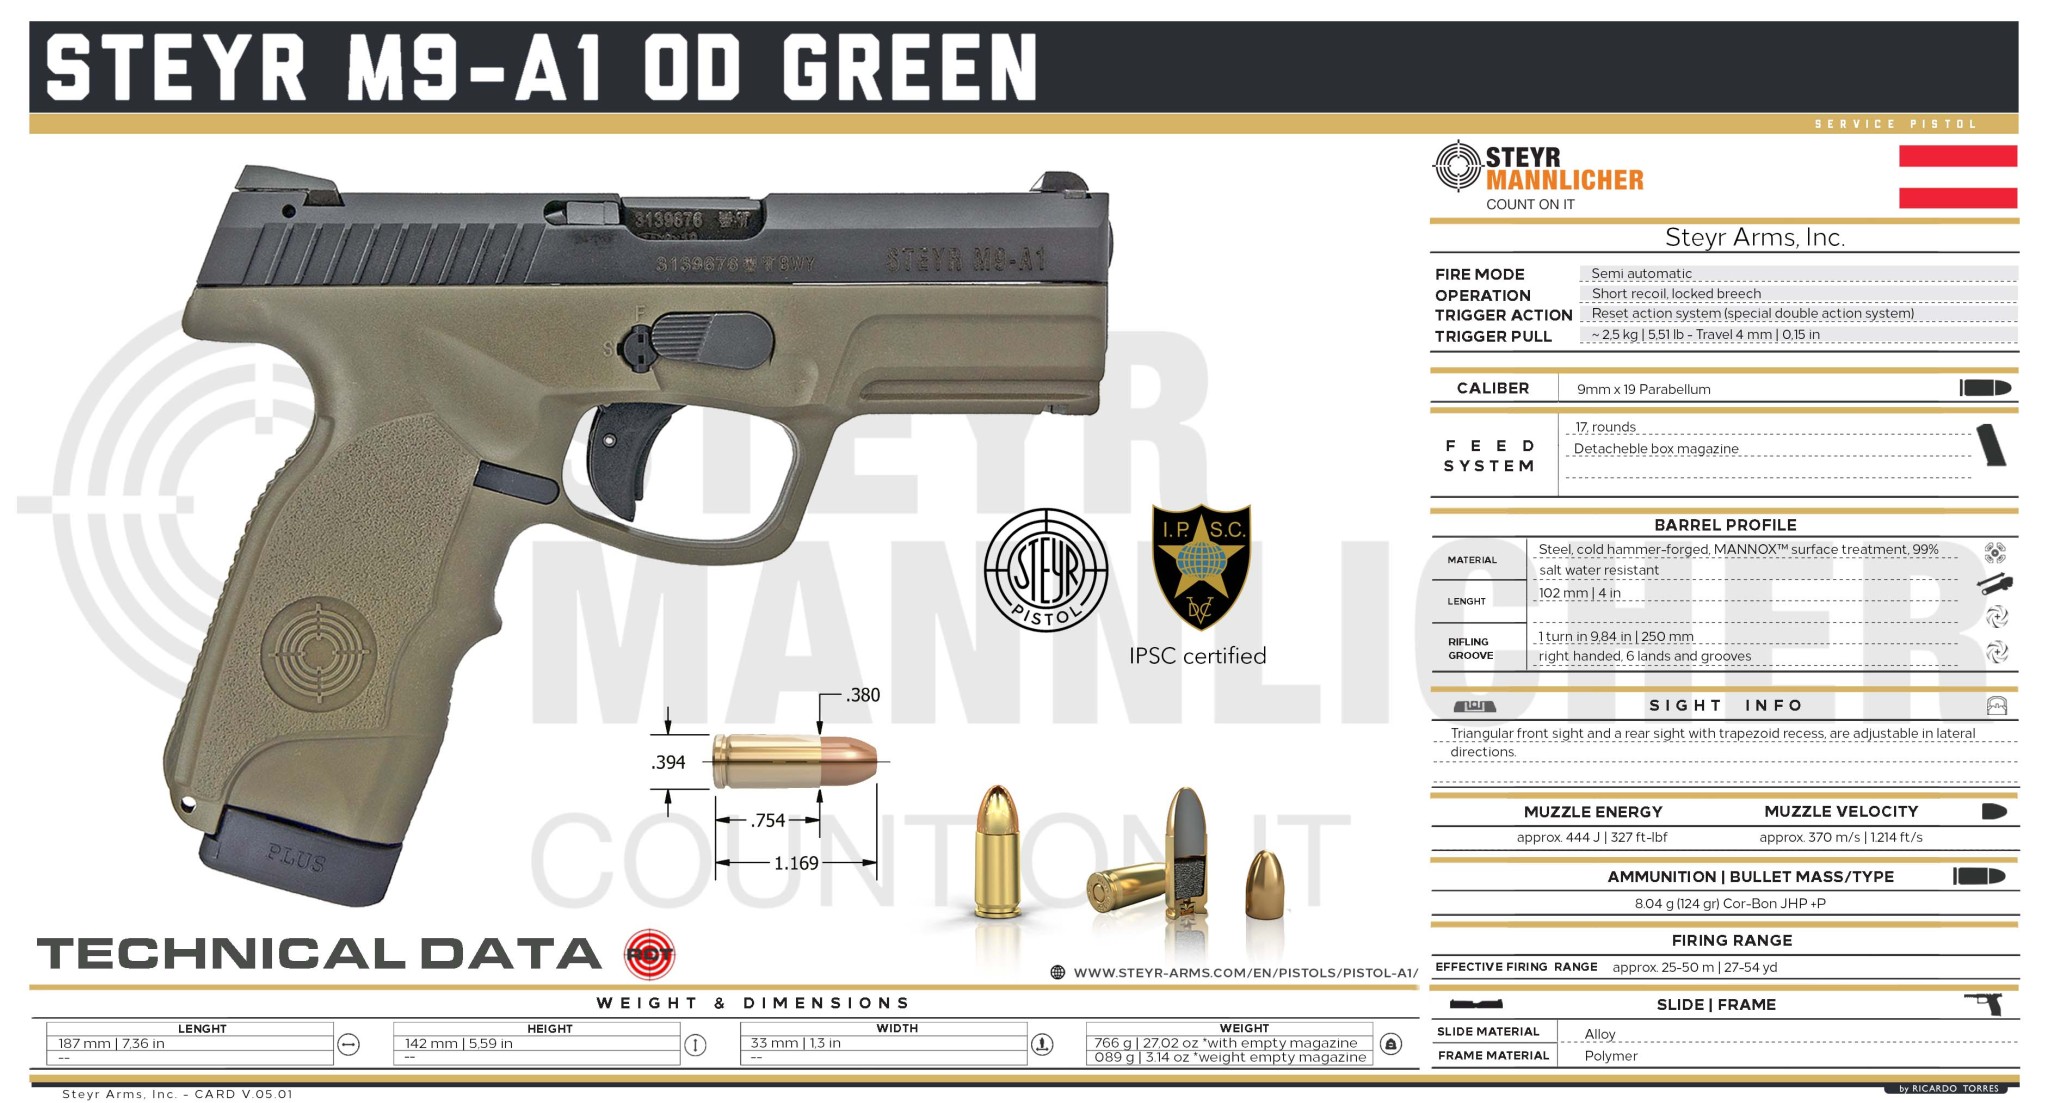 STEYR M9-A1 OD GREEN
SERVICE PISTOL
STEYR
MANNLICHER
COUNT ON IT
Steyr Arms, Inc.
FIRE MODE Semi automatic
OPERATION Short recoil, locked breech
TRIGGER ACTION Reset action system (special double action system)
TRIGGER PULL ~ 2,5 kg | 5,51 lb - Travel 4 mm | 0,15 in
CALIBER 9mm x 19 Parabellum
FEED SYSTEM
17, rounds
Detacheble box magazine
BARREL PROFILE
MATERIAL Steel, cold hammer-forged, MANNOX™ surface treatment, 99%
salt water resistant
LENGHT 102 mm | 4 in
RIFLING GROOVE
1 turn in 9,84 in | 250 mm
right handed, 6 lands and grooves
SIGHT INFO
Triangular front sight and a rear sight with trapezoid recess, are adjustable in lateral
directions.
MUZZLE ENERGY MUZZLE VELOCITY
approx. 444 J | 327 ft-lbf approx. 370 m/s | 1214 ft/s
AMMUNITION | BULLET MASS/TYPE
8.04 g (124 gr) Cor-Bon JHP +P
FIRING RANGE
EFFECTIVE FIRING RANGE approx. 25-50 m | 27-54 yd
SLIDE | FRAME
SLIDE MATERIAL Alloy
FRAME MATERIAL Polymer
3139676
3139676
STEYR M9-A1
F
S
PLUS
STEYR
MANNLICHER
COUNT ON IT
STEYR
PISTOL
I.P.S.C.
DVC
IPSC certified
.380
.394
.754
1.169
TECHNICAL DATA
RDT
WWW.STEYR-ARMS.COM/EN/PISTOLS/PISTOL-A1/
WEIGHT & DIMENSIONS
LENGHT HEIGHT WIDTH WEIGHT
187 mm | 7,36 in 142 mm | 5,59 in 33 mm | 1,3 in 766 g | 27,02 oz *with empty magazine
-- -- -- 089 g | 3.14 oz *weight empty magazine
Steyr Arms, Inc. - CARD V.05.01
by RICARDO TORRES